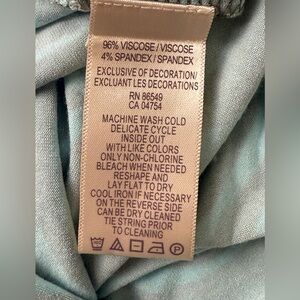 96% VISCOSE / VISCOSE
4% SPANDEX / SPANDEX
EXCLUSIVE OF DECORATION/
EXCLUANT LES DECORATIONS
RN 86549
CA 04754
MACHINE WASH COLD
DELICATE CYCLE
INSIDE OUT
WITH LIKE COLORS
ONLY NON-CHLORINE
BLEACH WHEN NEEDED
RESHAPE AND
LAY FLAT TO DRY
COOL IRON IF NECESSARY
ON THE REVERSE SIDE
CAN BE DRY CLEANED
TIE STRING PRIOR
TO CLEANING